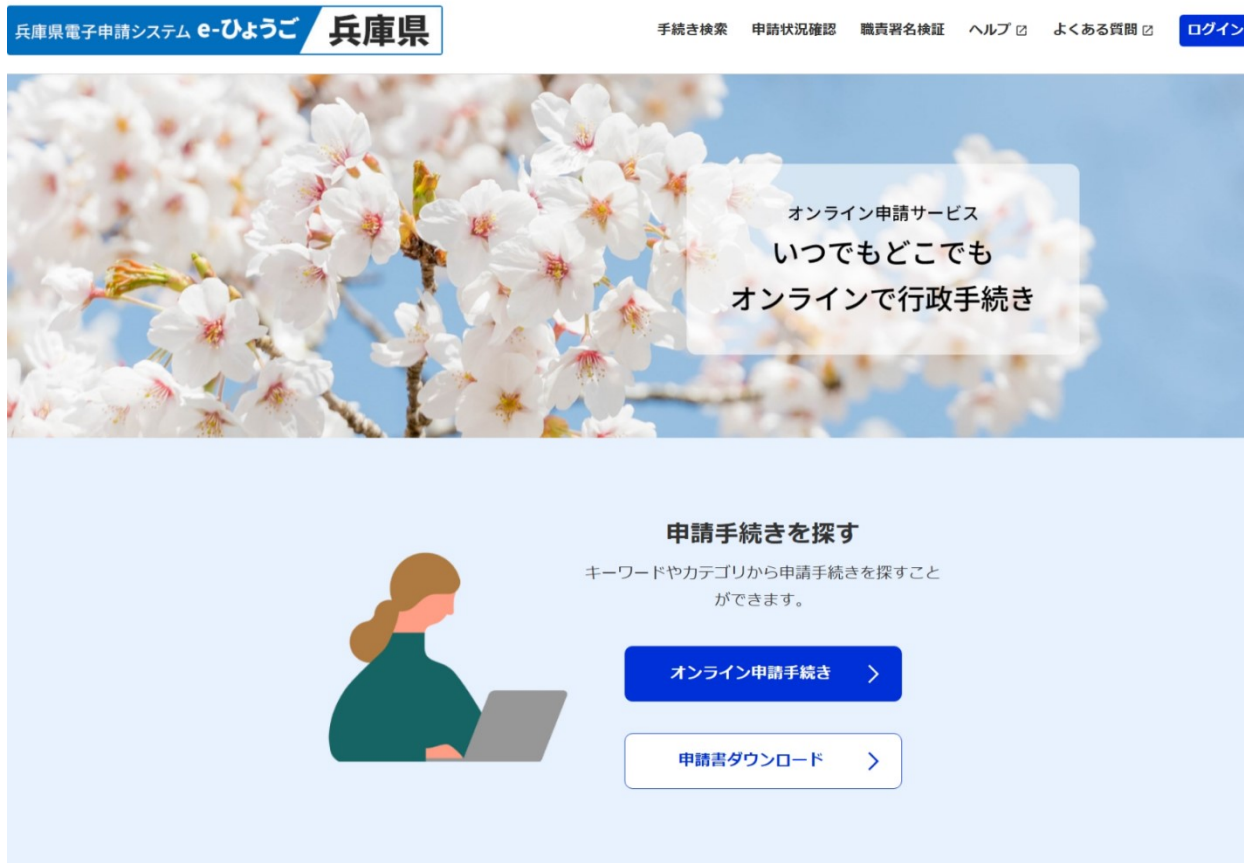 兵庫県電子申請システム e-ひょうご 兵庫県
手続き検索 申請状況確認 職責署名検証 ヘルプ よくある質問 ログイン
オンライン申請サービス
いつでもどこでも
オンラインで行政手続き
申請手続きを探す
キーワードやカテゴリから申請手続きを探すこと
ができます。
オンライン申請手続き
申請書ダウンロード